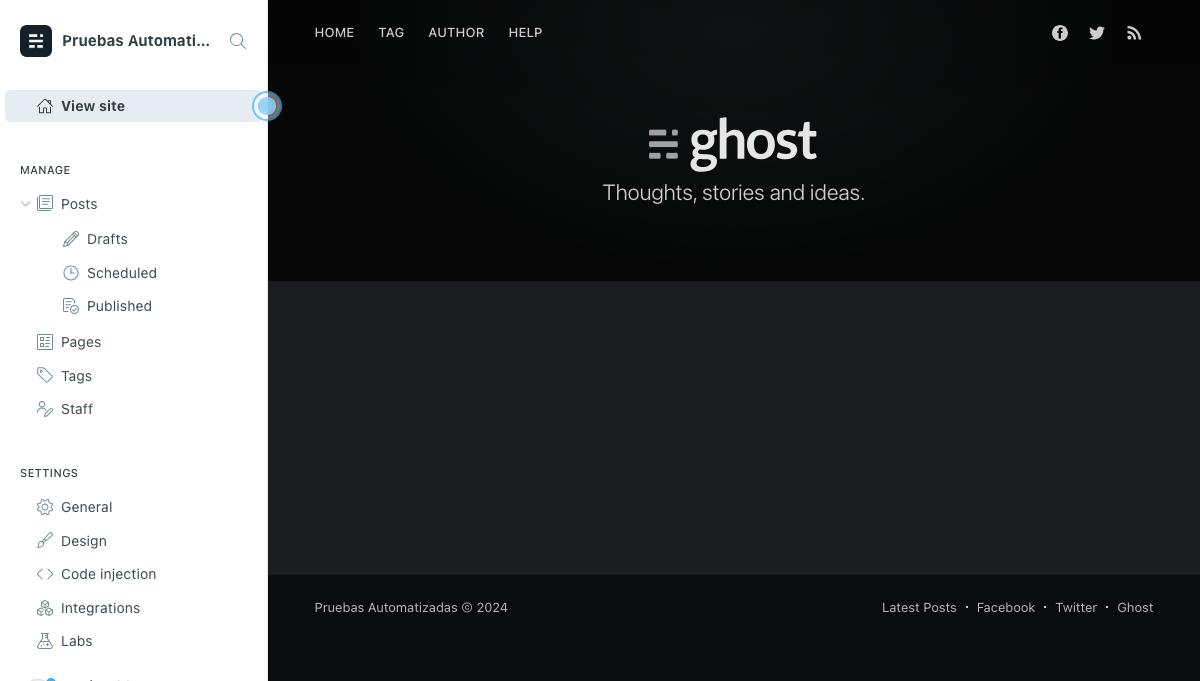 Pruebas Automati...
View site
MANAGE
Posts
Drafts
Scheduled
Published
Pages
Tags
Staff
SETTINGS
General
Design
Code injection
Integrations
Labs
HOME TAG AUTHOR HELP
ghost
Thoughts, stories and ideas.
Pruebas Automatizadas © 2024
Latest Posts · Facebook · Twitter · Ghost